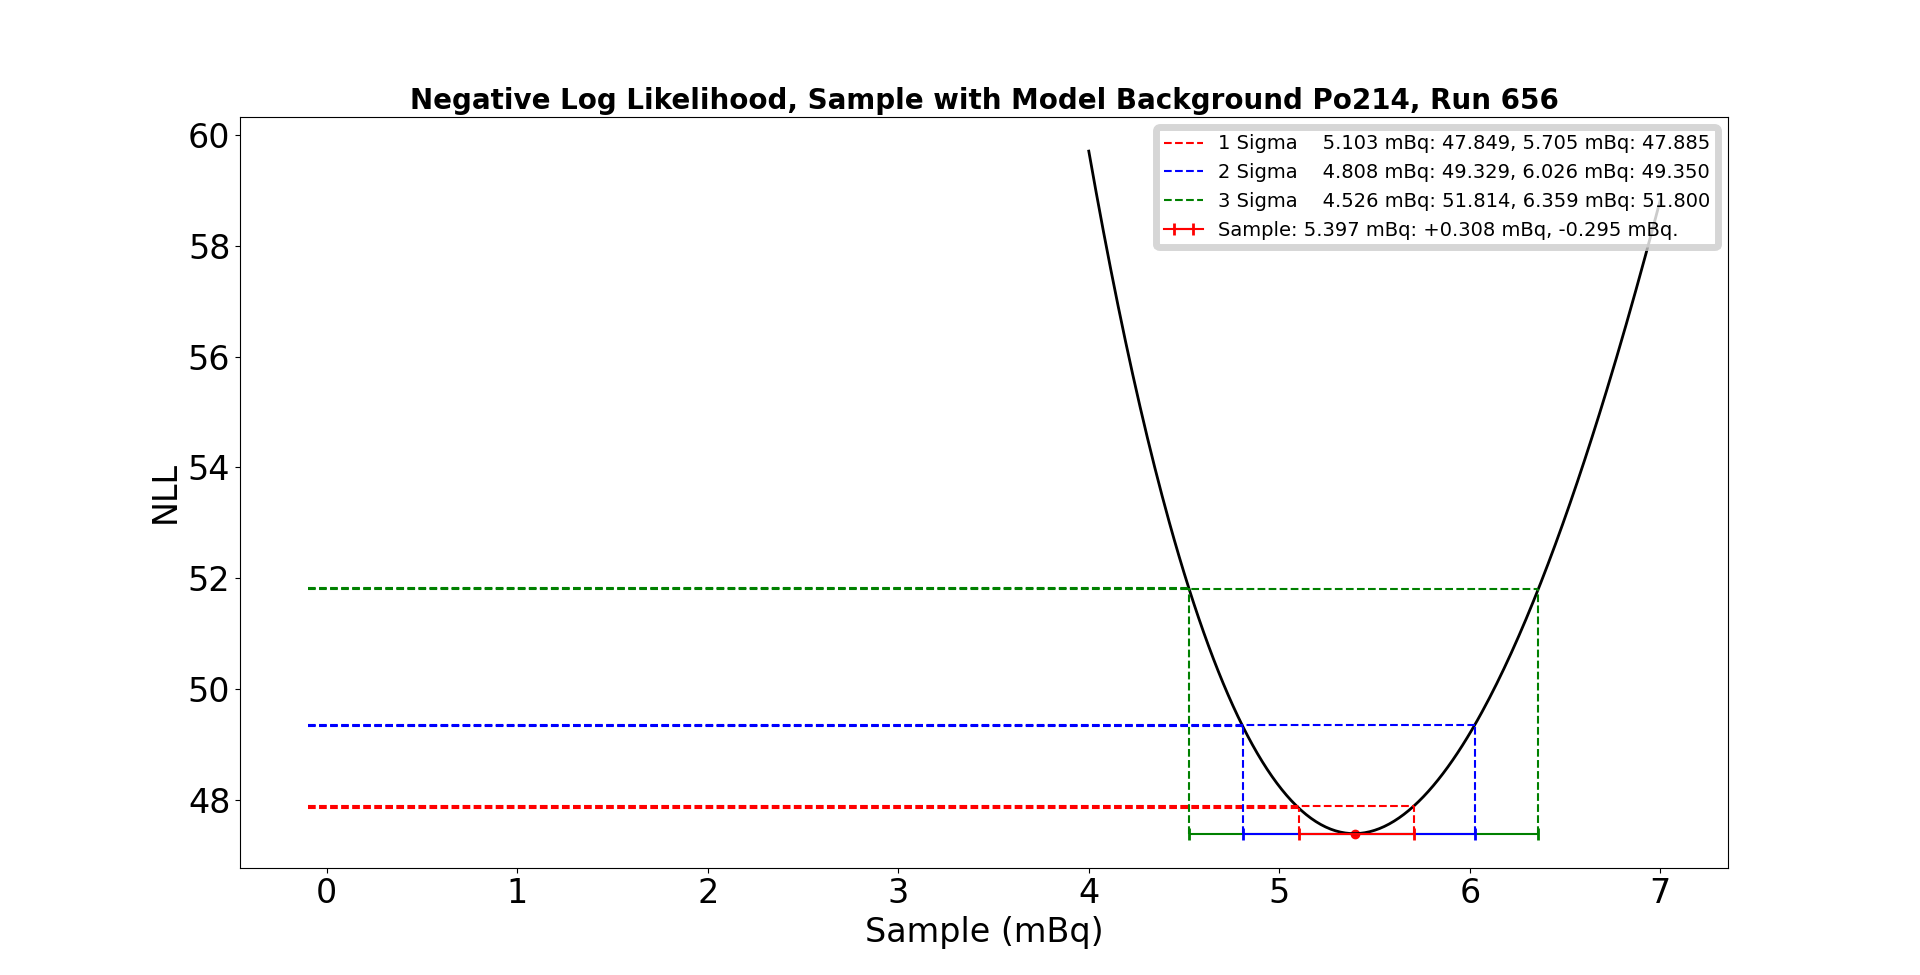 Negative Log Likelihood, Sample with Model Background Po214, Run 656
1 Sigma    5.103 mBq: 47.849, 5.705 mBq: 47.885
2 Sigma    4.808 mBq: 49.329, 6.026 mBq: 49.350
3 Sigma    4.526 mBq: 51.814, 6.359 mBq: 51.800
Sample: 5.397 mBq: +0.308 mBq, -0.295 mBq.
NLL
60
58
56
54
52
50
48
0 1 2 3 4 5 6 7
Sample (mBq)